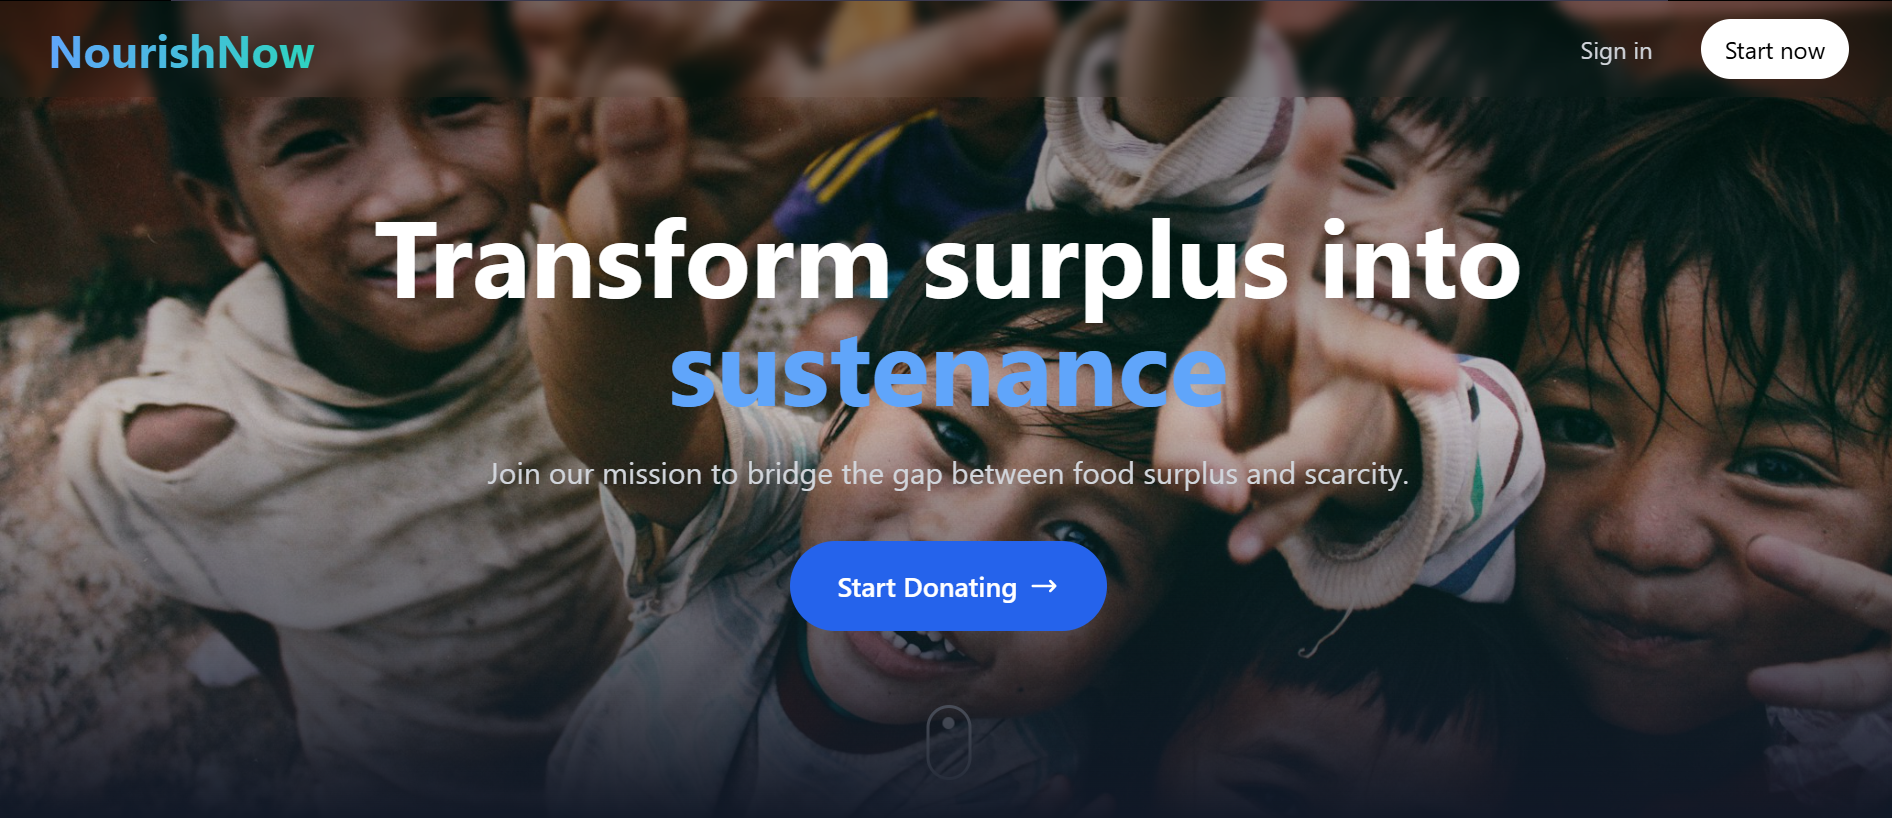 NourishNow
Sign in
Start now
Transform surplus into
sustenance
Join our mission to bridge the gap between food surplus and scarcity.
Start Donating →